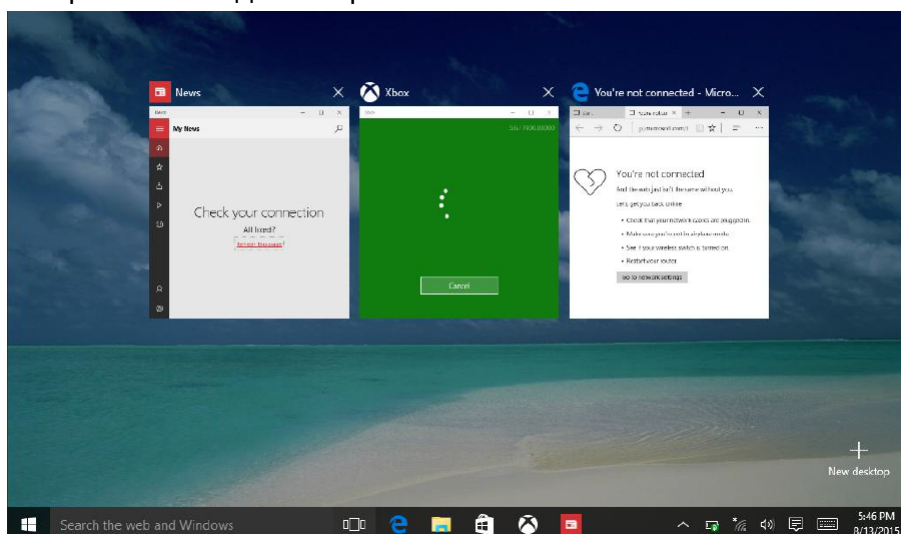 News
Xbox
You're not connected - Micro...
My News
Check your connection
All fixed?
Cancel
You're not connected
And the web just isn't the same without you.
Let's get you back online
Check that your network cables are plugged in.
Make sure you're not in airplane mode
See if your wireless switch is turned on
Restart your router
Go to network settings
New desktop
Search the web and Windows
5:46 PM
8/13/2015